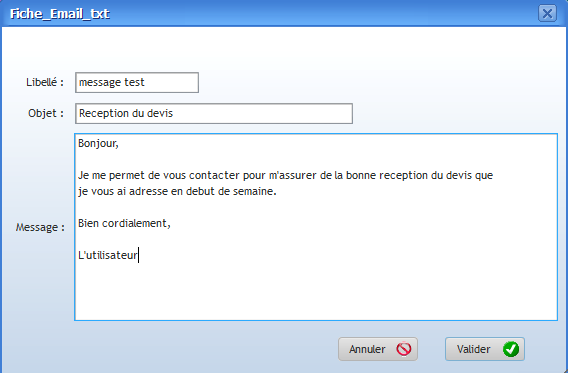 Fiche_Email_txt
Libellé : message test
Objet : Reception du devis
Bonjour,
Je me permet de vous contacter pour m'assurer de la bonne reception du devis que
je vous ai adresse en debut de semaine.
Bien cordialement,
Message :
L'utilisateur
Annuler Valider